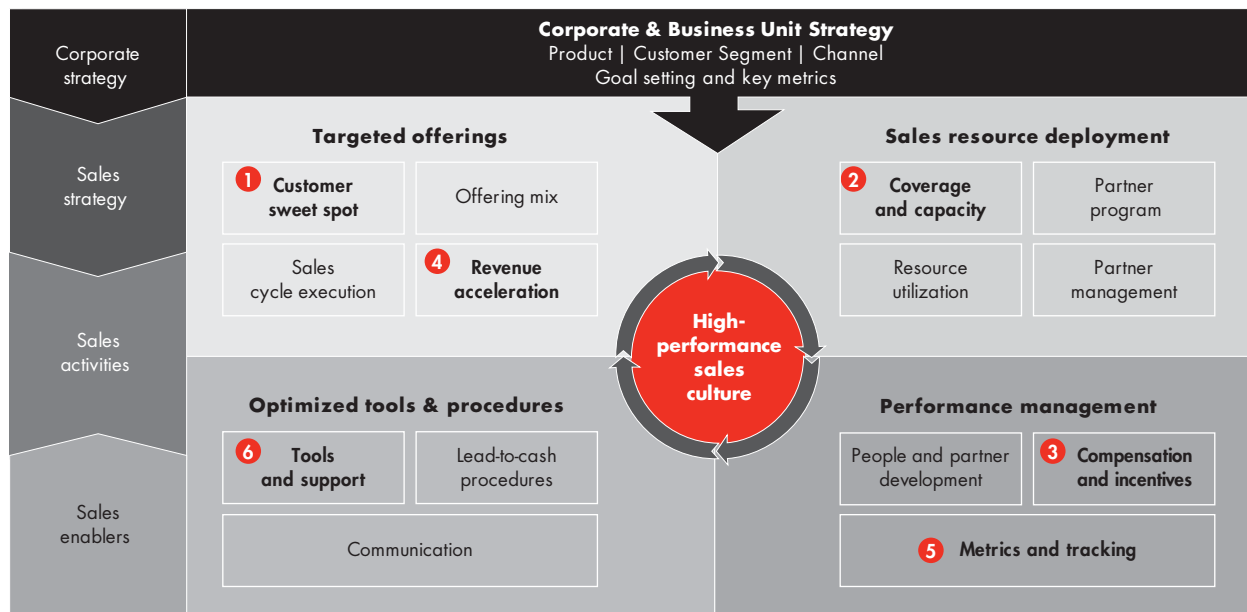 Corporate
strategy
Corporate & Business Unit Strategy
Product | Customer Segment | Channel
Goal setting and key metrics
Sales
strategy
Sales
activities
Sales
enablers
Targeted offerings
1 Customer
sweet spot
Offering mix
Sales
cycle execution
4 Revenue
acceleration
Sales resource deployment
2 Coverage
and capacity
Partner
program
Resource
utilization
Partner
management
High-
performance
sales
culture
Optimized tools & procedures
6 Tools
and support
Lead-to-cash
procedures
Communication
Performance management
People and partner
development
3 Compensation
and incentives
5 Metrics and tracking